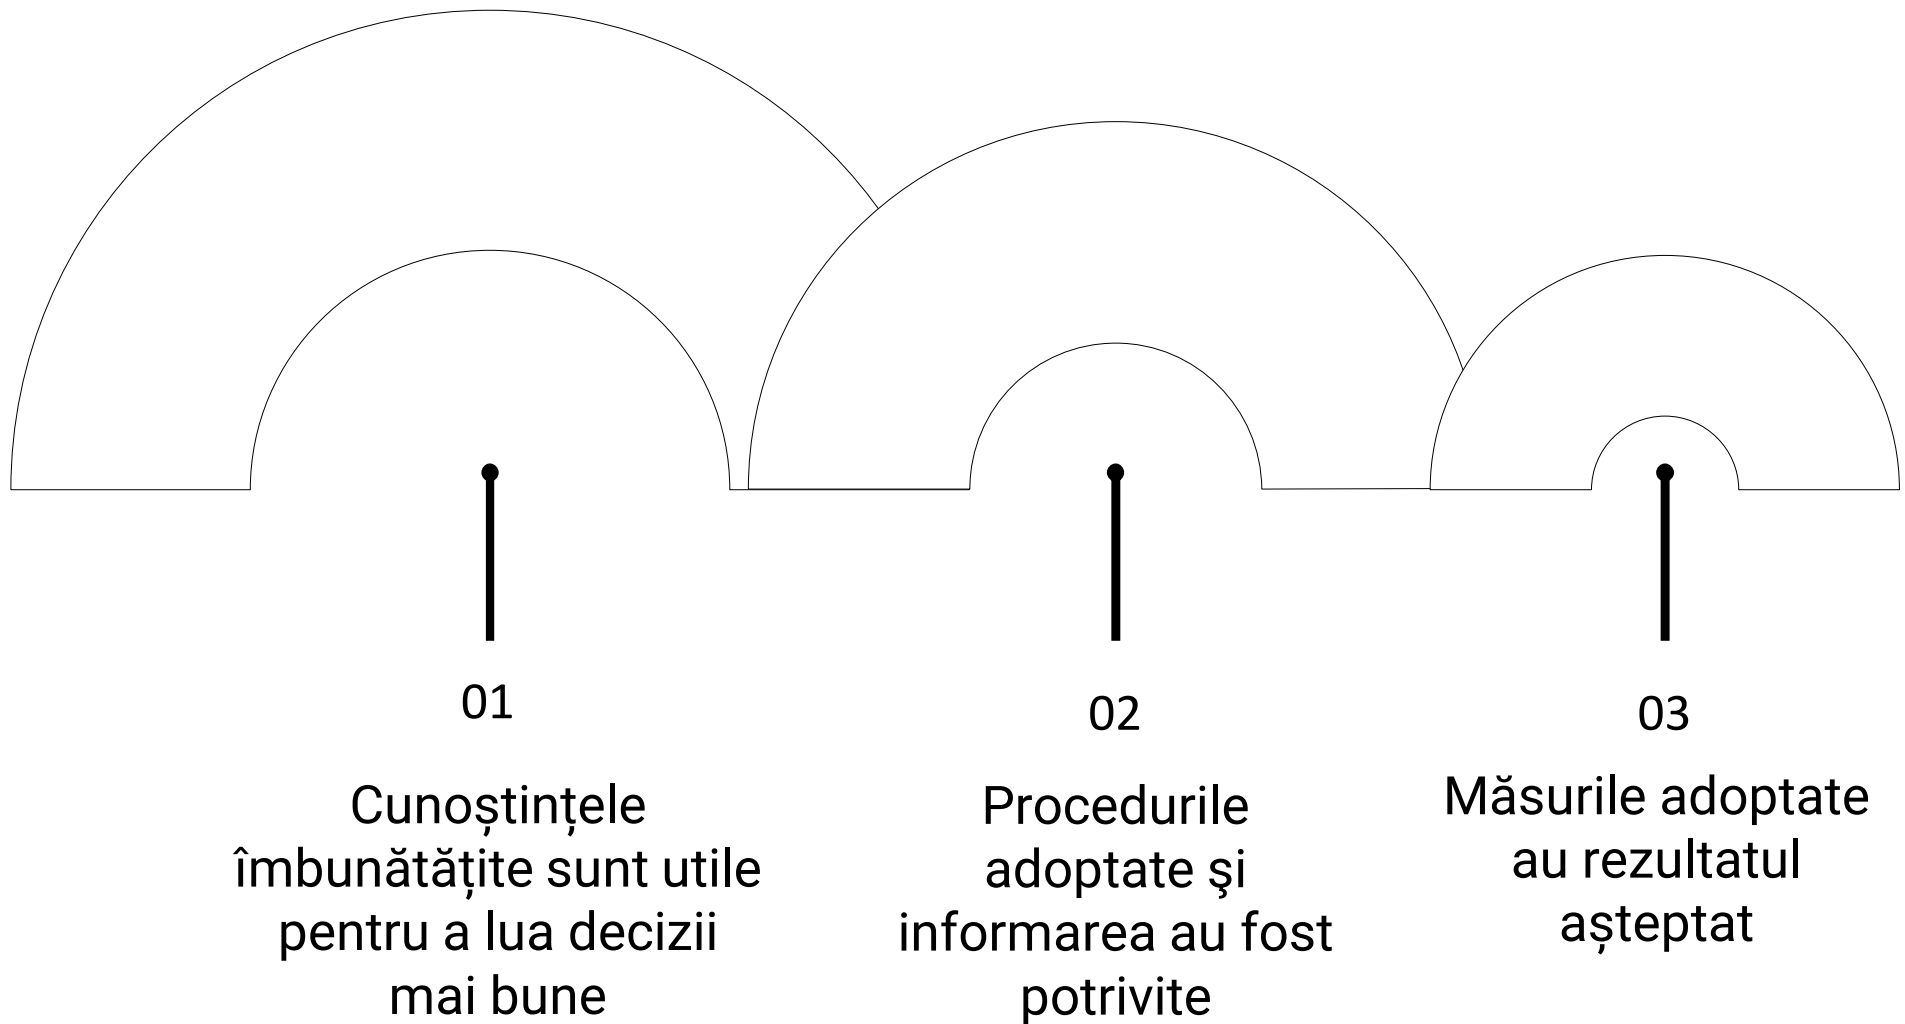 01
Cunoștințele
îmbunătățite sunt utile
pentru a lua decizii
mai bune
02
Procedurile
adoptate şi
informarea au fost
potrivite
03
Măsurile adoptate
au rezultatul
așteptat